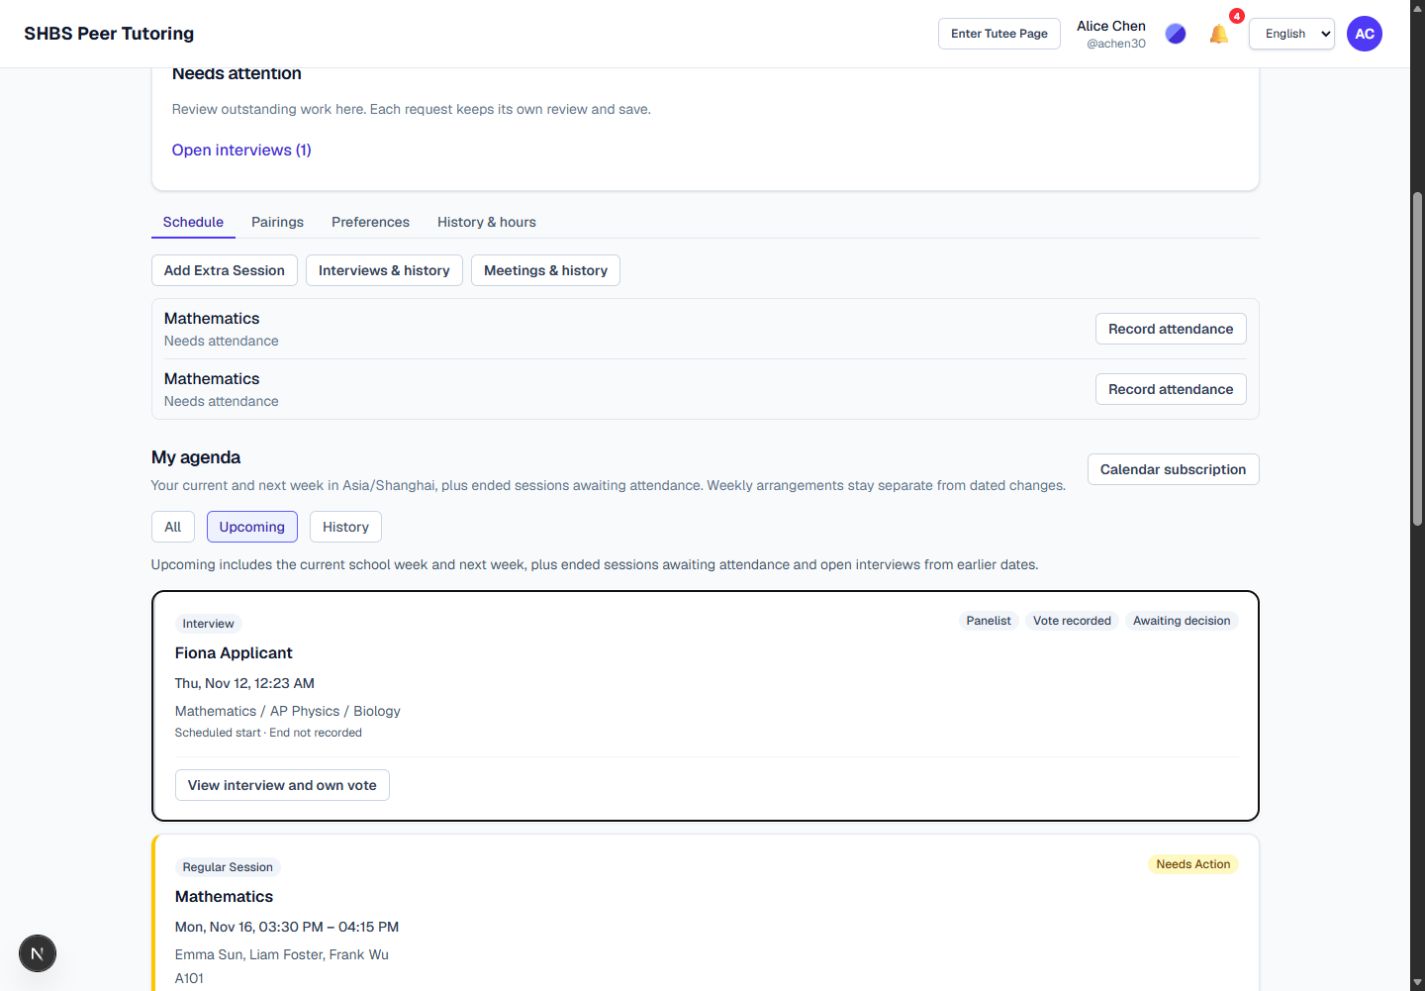 SHBS Peer Tutoring
Enter Tutee Page
Alice Chen
@achen30
4
English
AC
Needs attention
Review outstanding work here. Each request keeps its own review and save.
Open interviews (1)
Schedule
Pairings
Preferences
History & hours
Add Extra Session
Interviews & history
Meetings & history
Mathematics
Needs attendance
Record attendance
Mathematics
Needs attendance
Record attendance
My agenda
Your current and next week in Asia/Shanghai, plus ended sessions awaiting attendance. Weekly arrangements stay separate from dated changes.
Calendar subscription
All
Upcoming
History
Upcoming includes the current school week and next week, plus ended sessions awaiting attendance and open interviews from earlier dates.
Interview
Panelist
Vote recorded
Awaiting decision
Fiona Applicant
Thu, Nov 12, 12:23 AM
Mathematics / AP Physics / Biology
Scheduled start · End not recorded
View interview and own vote
Regular Session
Needs Action
Mathematics
Mon, Nov 16, 03:30 PM – 04:15 PM
Emma Sun, Liam Foster, Frank Wu
A101
N